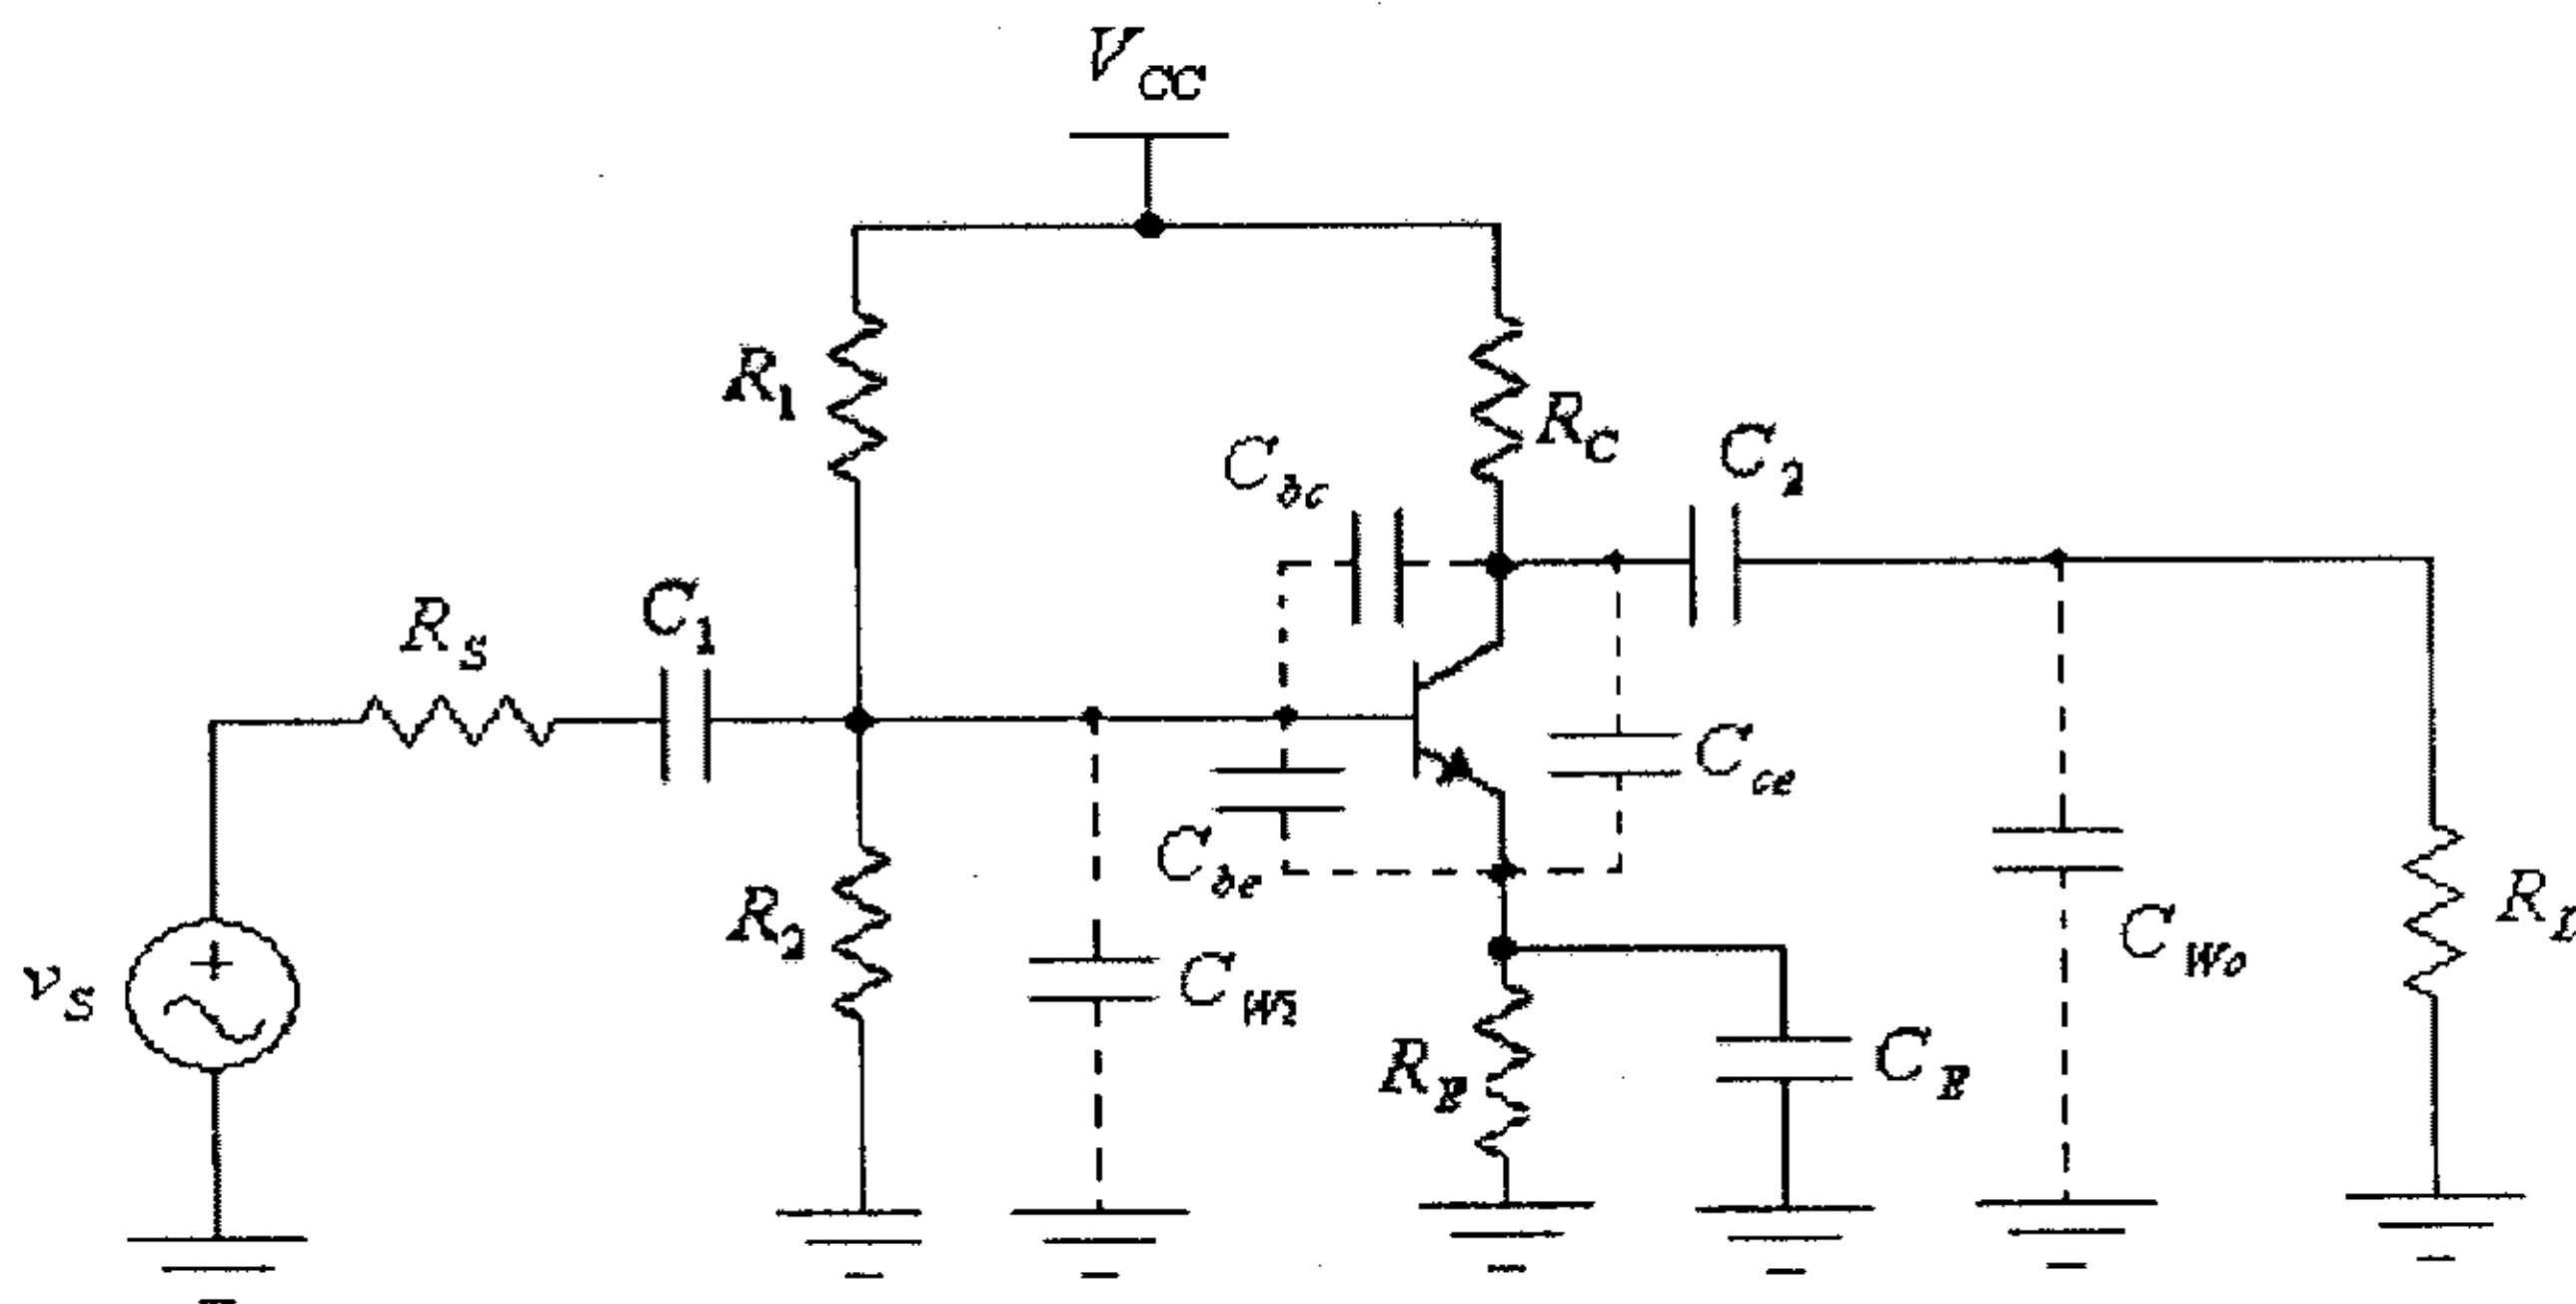 V_CC
R_1
R_C
C_bc
C_2
R_S
C_1
C_ce
C_be
R_2
C_Wi
C_Wo
R_L
v_S
+
R_E
C_E